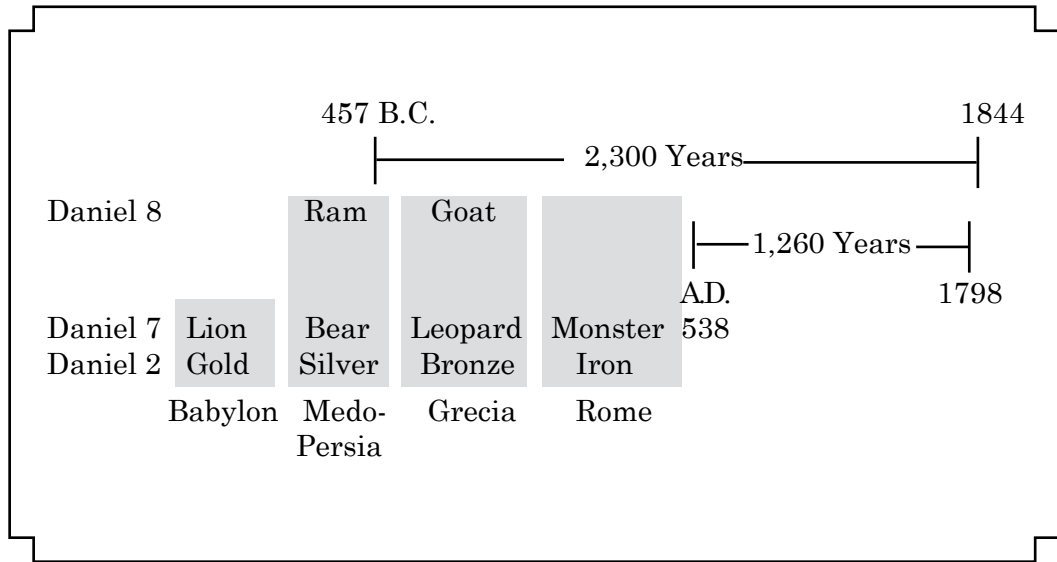 457 B.C. 1844
2,300 Years
Daniel 8 Ram Goat
1,260 Years
A.D. 1798
Daniel 7 Lion Bear Leopard Monster 538
Daniel 2 Gold Silver Bronze Iron
Babylon Medo- Grecia Rome
Persia